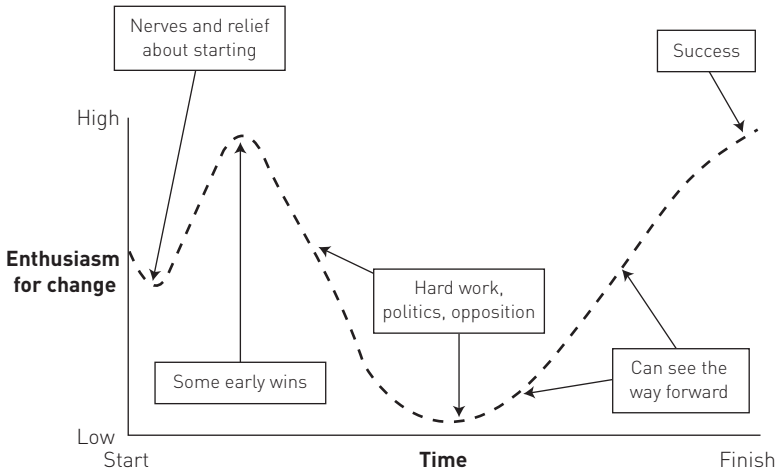 Nerves and relief
about starting
Success
High
Enthusiasm
for change
Hard work,
politics, opposition
Some early wins
Can see the
way forward
Low
Start
Time
Finish